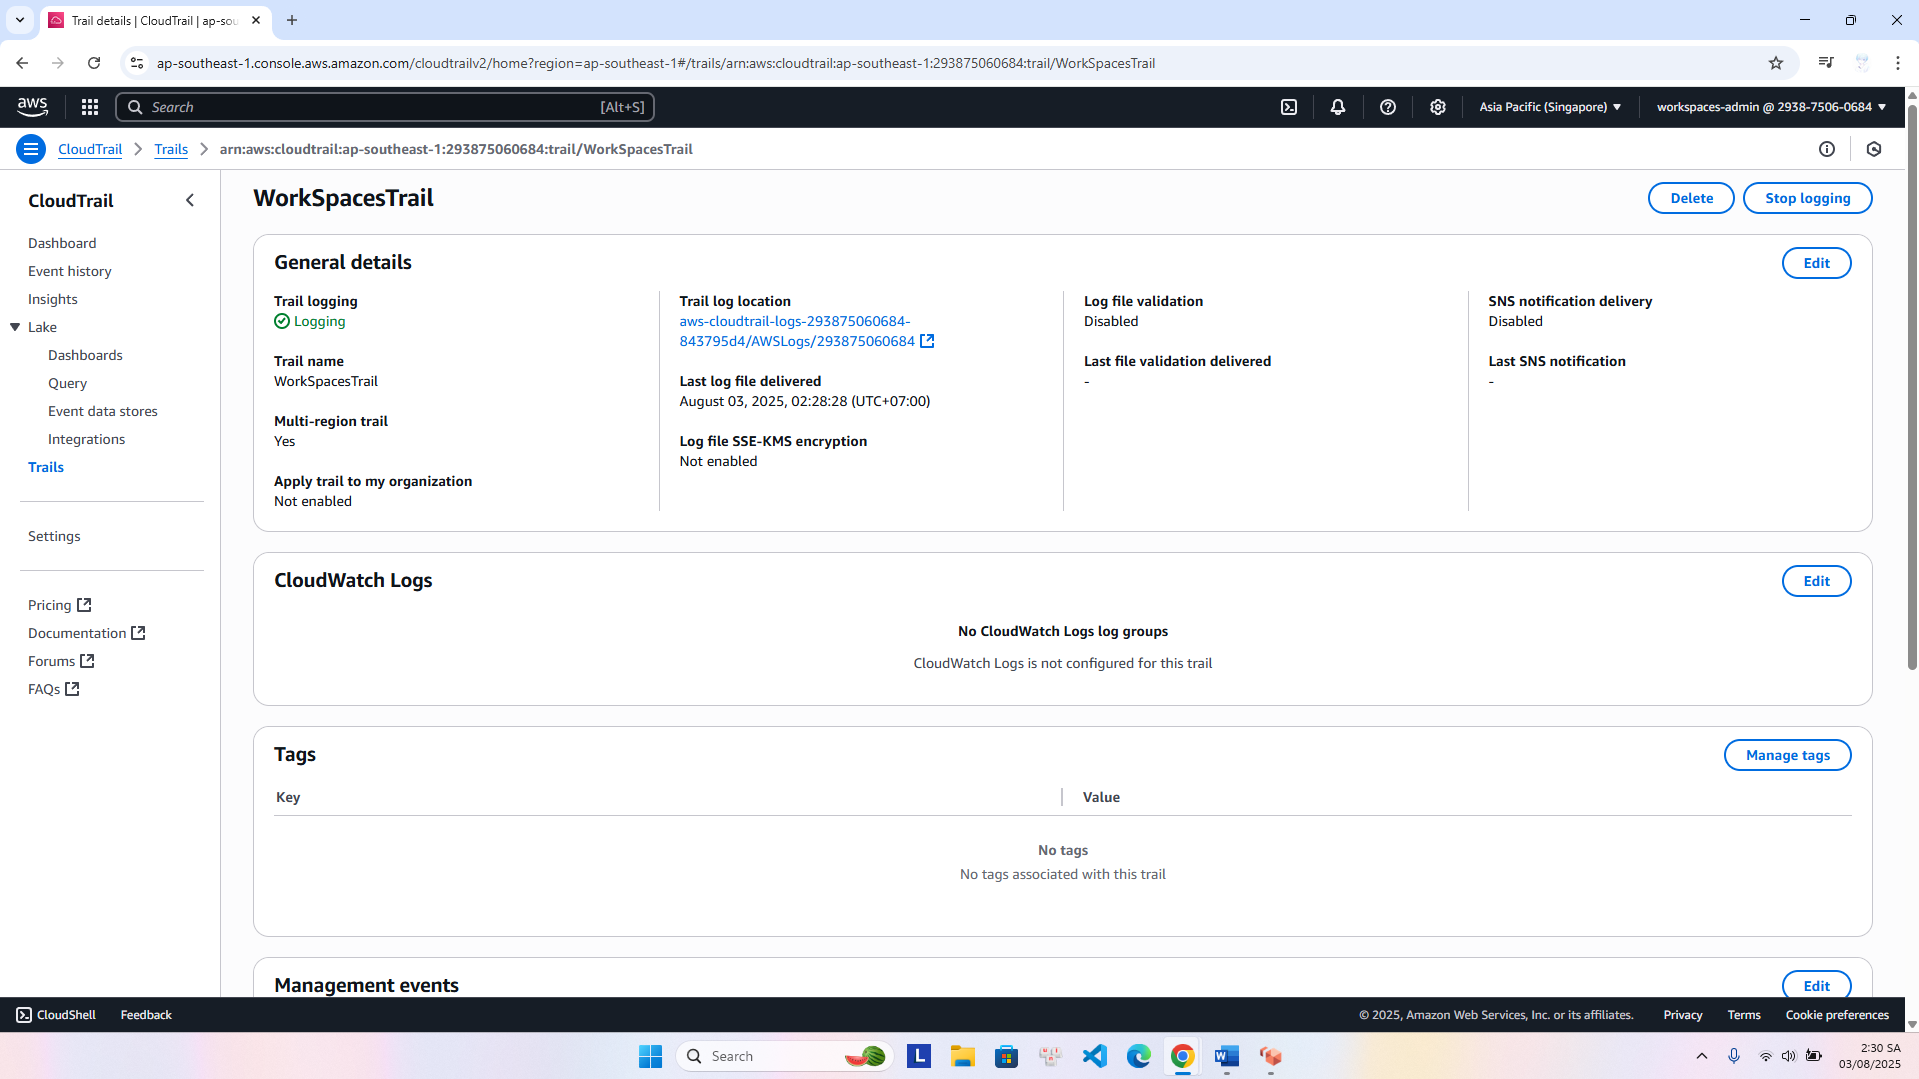 Trail details | CloudTrail | ap-sou
ap-southeast-1.console.aws.amazon.com/cloudtrailv2/home?region=ap-southeast-1#/trails/arn:aws:cloudtrail:ap-southeast-1:293875060684:trail/WorkSpacesTrail
aws
Search [Alt+S]
Asia Pacific (Singapore)
workspaces-admin @ 2938-7506-0684
CloudTrail
Trails
arn:aws:cloudtrail:ap-southeast-1:293875060684:trail/WorkSpacesTrail
CloudTrail
Dashboard
Event history
Insights
Lake
Dashboards
Query
Event data stores
Integrations
Trails
Settings
Pricing
Documentation
Forums
FAQs
WorkSpacesTrail
Delete
Stop logging
General details
Edit
Trail logging
Logging
Trail name
WorkSpacesTrail
Multi-region trail
Yes
Apply trail to my organization
Not enabled
Trail log location
aws-cloudtrail-logs-293875060684-
843795d4/AWSLogs/293875060684
Last log file delivered
August 03, 2025, 02:28:28 (UTC+07:00)
Log file SSE-KMS encryption
Not enabled
Log file validation
Disabled
Last file validation delivered
-
SNS notification delivery
Disabled
Last SNS notification
-
CloudWatch Logs
Edit
No CloudWatch Logs log groups
CloudWatch Logs is not configured for this trail
Tags
Manage tags
Key
Value
No tags
No tags associated with this trail
Management events
Edit
CloudShell
Feedback
© 2025, Amazon Web Services, Inc. or its affiliates.
Privacy
Terms
Cookie preferences
Search
L
W
2:30 SA
03/08/2025